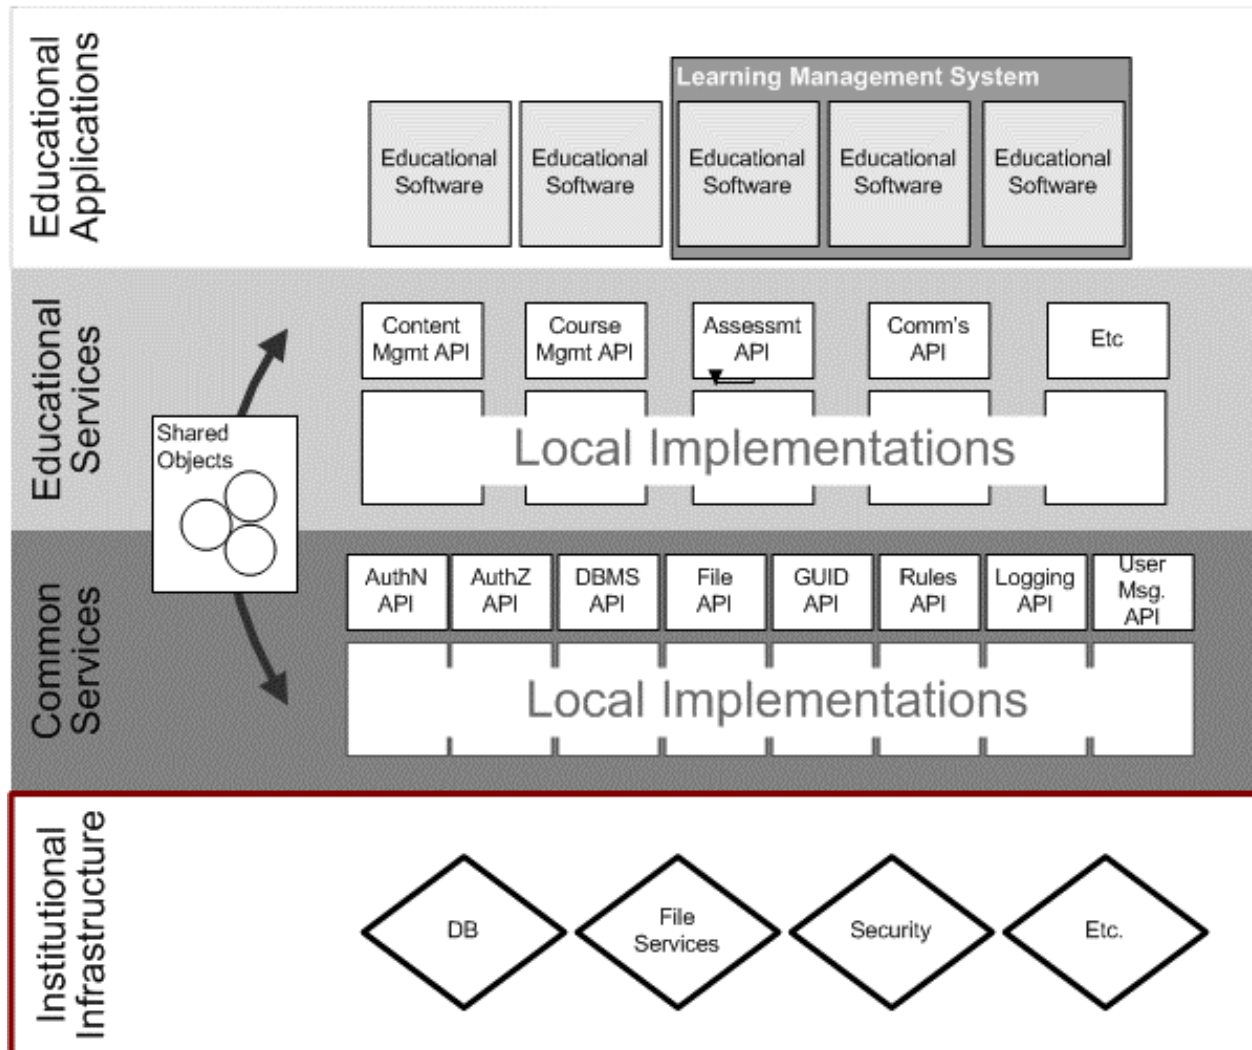 Educational
Applications
Learning Management System
Educational
Software
Educational
Software
Educational
Software
Educational
Software
Educational
Software
Educational
Services
Content
Mgmt API
Course
Mgmt API
Assessmt
API
Comm's
API
Etc
Shared
Objects
Local Implementations
Common
Services
AuthN
API
AuthZ
API
DBMS
API
File
API
GUID
API
Rules
API
Logging
API
User
Msg.
API
Local Implementations
Institutional
Infrastructure
DB
File
Services
Security
Etc.